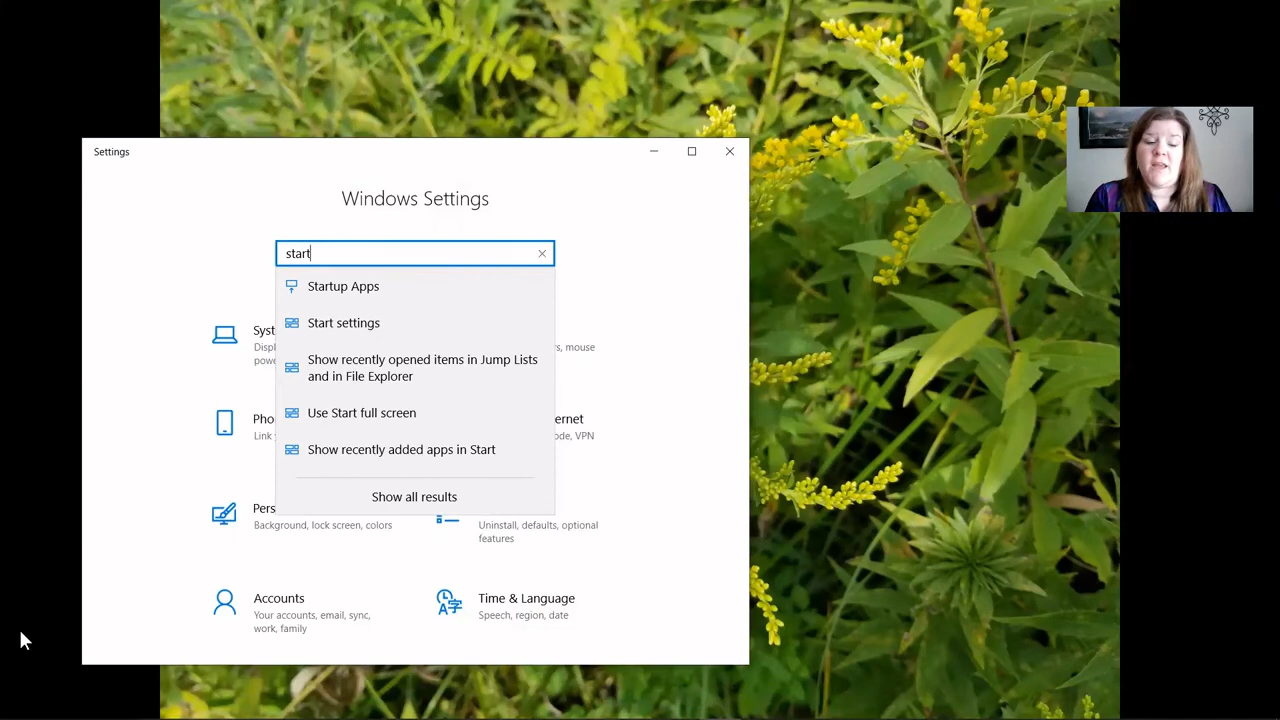 Settings
Windows Settings
start
Startup Apps
Start settings
Show recently opened items in Jump Lists
and in File Explorer
Use Start full screen
Show recently added apps in Start
Show all results
Syst
Displ
powe
s, mouse
Pho
Link y
ernet
ode, VPN
Pers
Background, lock screen, colors
Uninstall, defaults, optional
features
Accounts
Your accounts, email, sync,
work, family
Time & Language
Speech, region, date